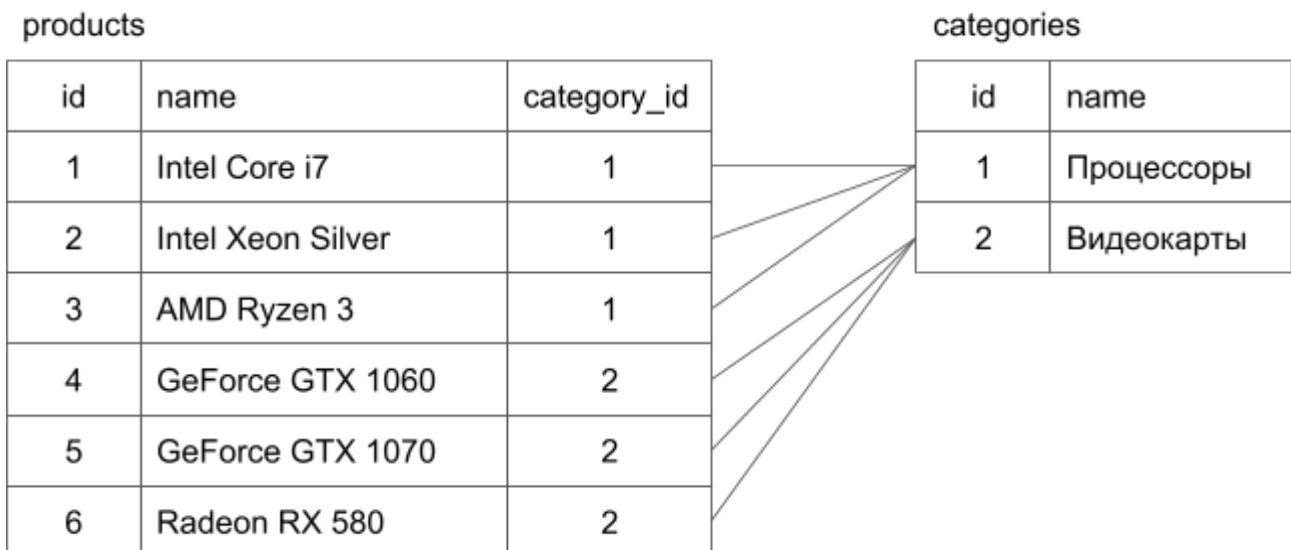 products
id name category_id
1 Intel Core i7 1
2 Intel Xeon Silver 1
3 AMD Ryzen 3 1
4 GeForce GTX 1060 2
5 GeForce GTX 1070 2
6 Radeon RX 580 2
categories
id name
1 Процессоры
2 Видеокарты